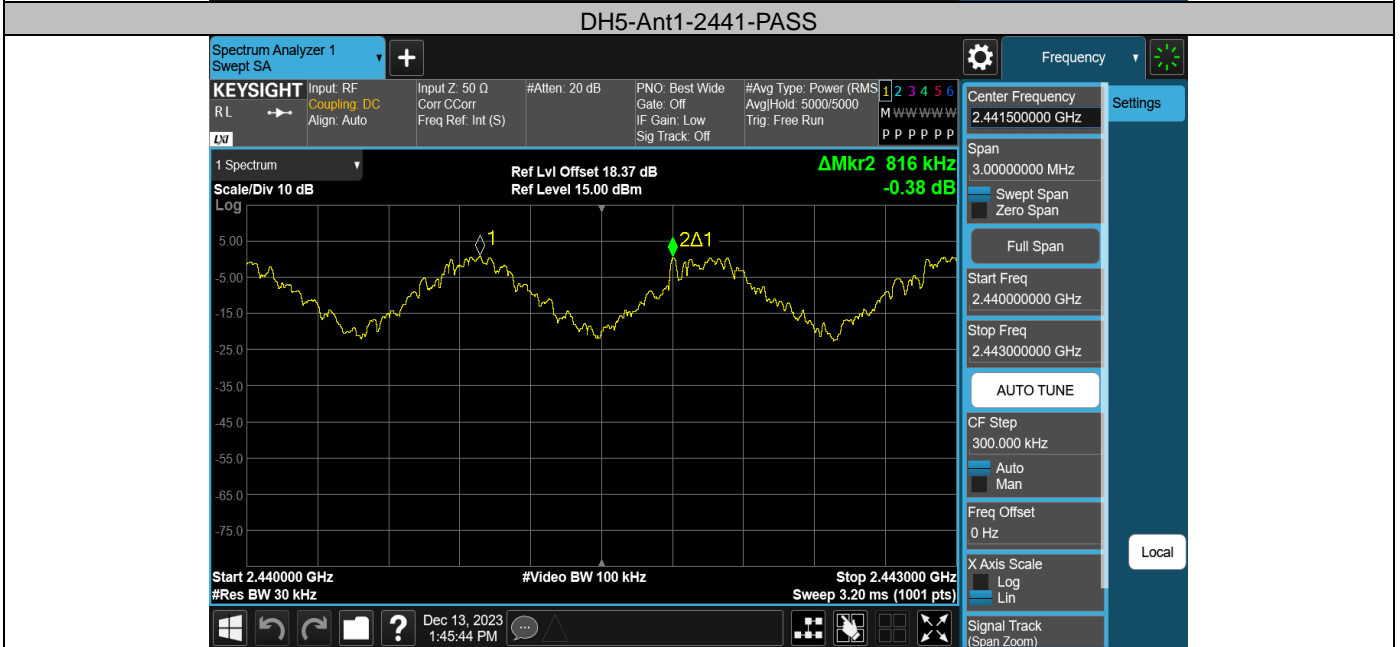 DH5-Ant1-2441-PASS
Spectrum Analyzer 1
Swept SA
Frequency
KEYSIGHT
RL
LXI
Input: RF
Coupling: DC
Align: Auto
Input Z: 50 Ω
Corr CCorr
Freq Ref: Int (S)
#Atten: 20 dB
PNO: Best Wide
Gate: Off
IF Gain: Low
Sig Track: Off
#Avg Type: Power (RMS
Avg|Hold: 5000/5000
Trig: Free Run
1 2 3 4 5 6
M W W W W W
P P P P P P
1 Spectrum
Scale/Div 10 dB
Log
Ref Lvl Offset 18.37 dB
Ref Level 15.00 dBm
ΔMkr2 816 kHz
-0.38 dB
1
2Δ1
5.00
-5.00
-15.0
-25.0
-35.0
-45.0
-55.0
-65.0
-75.0
Start 2.440000 GHz
#Res BW 30 kHz
#Video BW 100 kHz
Stop 2.443000 GHz
Sweep 3.20 ms (1001 pts)
Dec 13, 2023
1:45:44 PM
Center Frequency
2.441500000 GHz
Span
3.00000000 MHz
Swept Span
Zero Span
Full Span
Start Freq
2.440000000 GHz
Stop Freq
2.443000000 GHz
AUTO TUNE
CF Step
300.000 kHz
Auto
Man
Freq Offset
0 Hz
X Axis Scale
Log
Lin
Signal Track
(Span Zoom)
Settings
Local